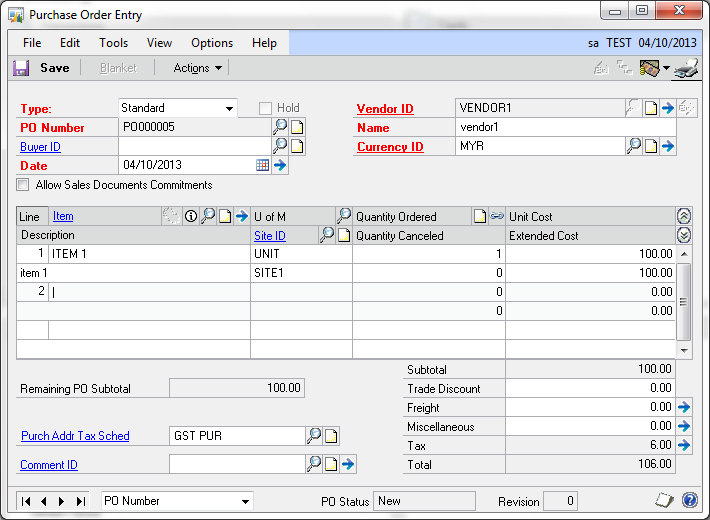 Purchase Order Entry
File Edit Tools View Options Help sa TEST 04/10/2013
Save Blanket Actions
Type: Standard Hold Vendor ID VENDOR1
PO Number PO000005 Name vendor1
Buyer ID Currency ID MYR
Date 04/10/2013
Allow Sales Documents Commitments
Line Item U of M Quantity Ordered Unit Cost
Description Site ID Quantity Canceled Extended Cost
1 ITEM 1 UNIT 1 100.00
item 1 SITE1 0 100.00
2 0 0.00
0 0.00
Subtotal 100.00
Remaining PO Subtotal 100.00 Trade Discount 0.00
Freight 0.00
Miscellaneous 0.00
Purch Addr Tax Sched GST PUR Tax 6.00
Comment ID Total 106.00
PO Number PO Status New Revision 0